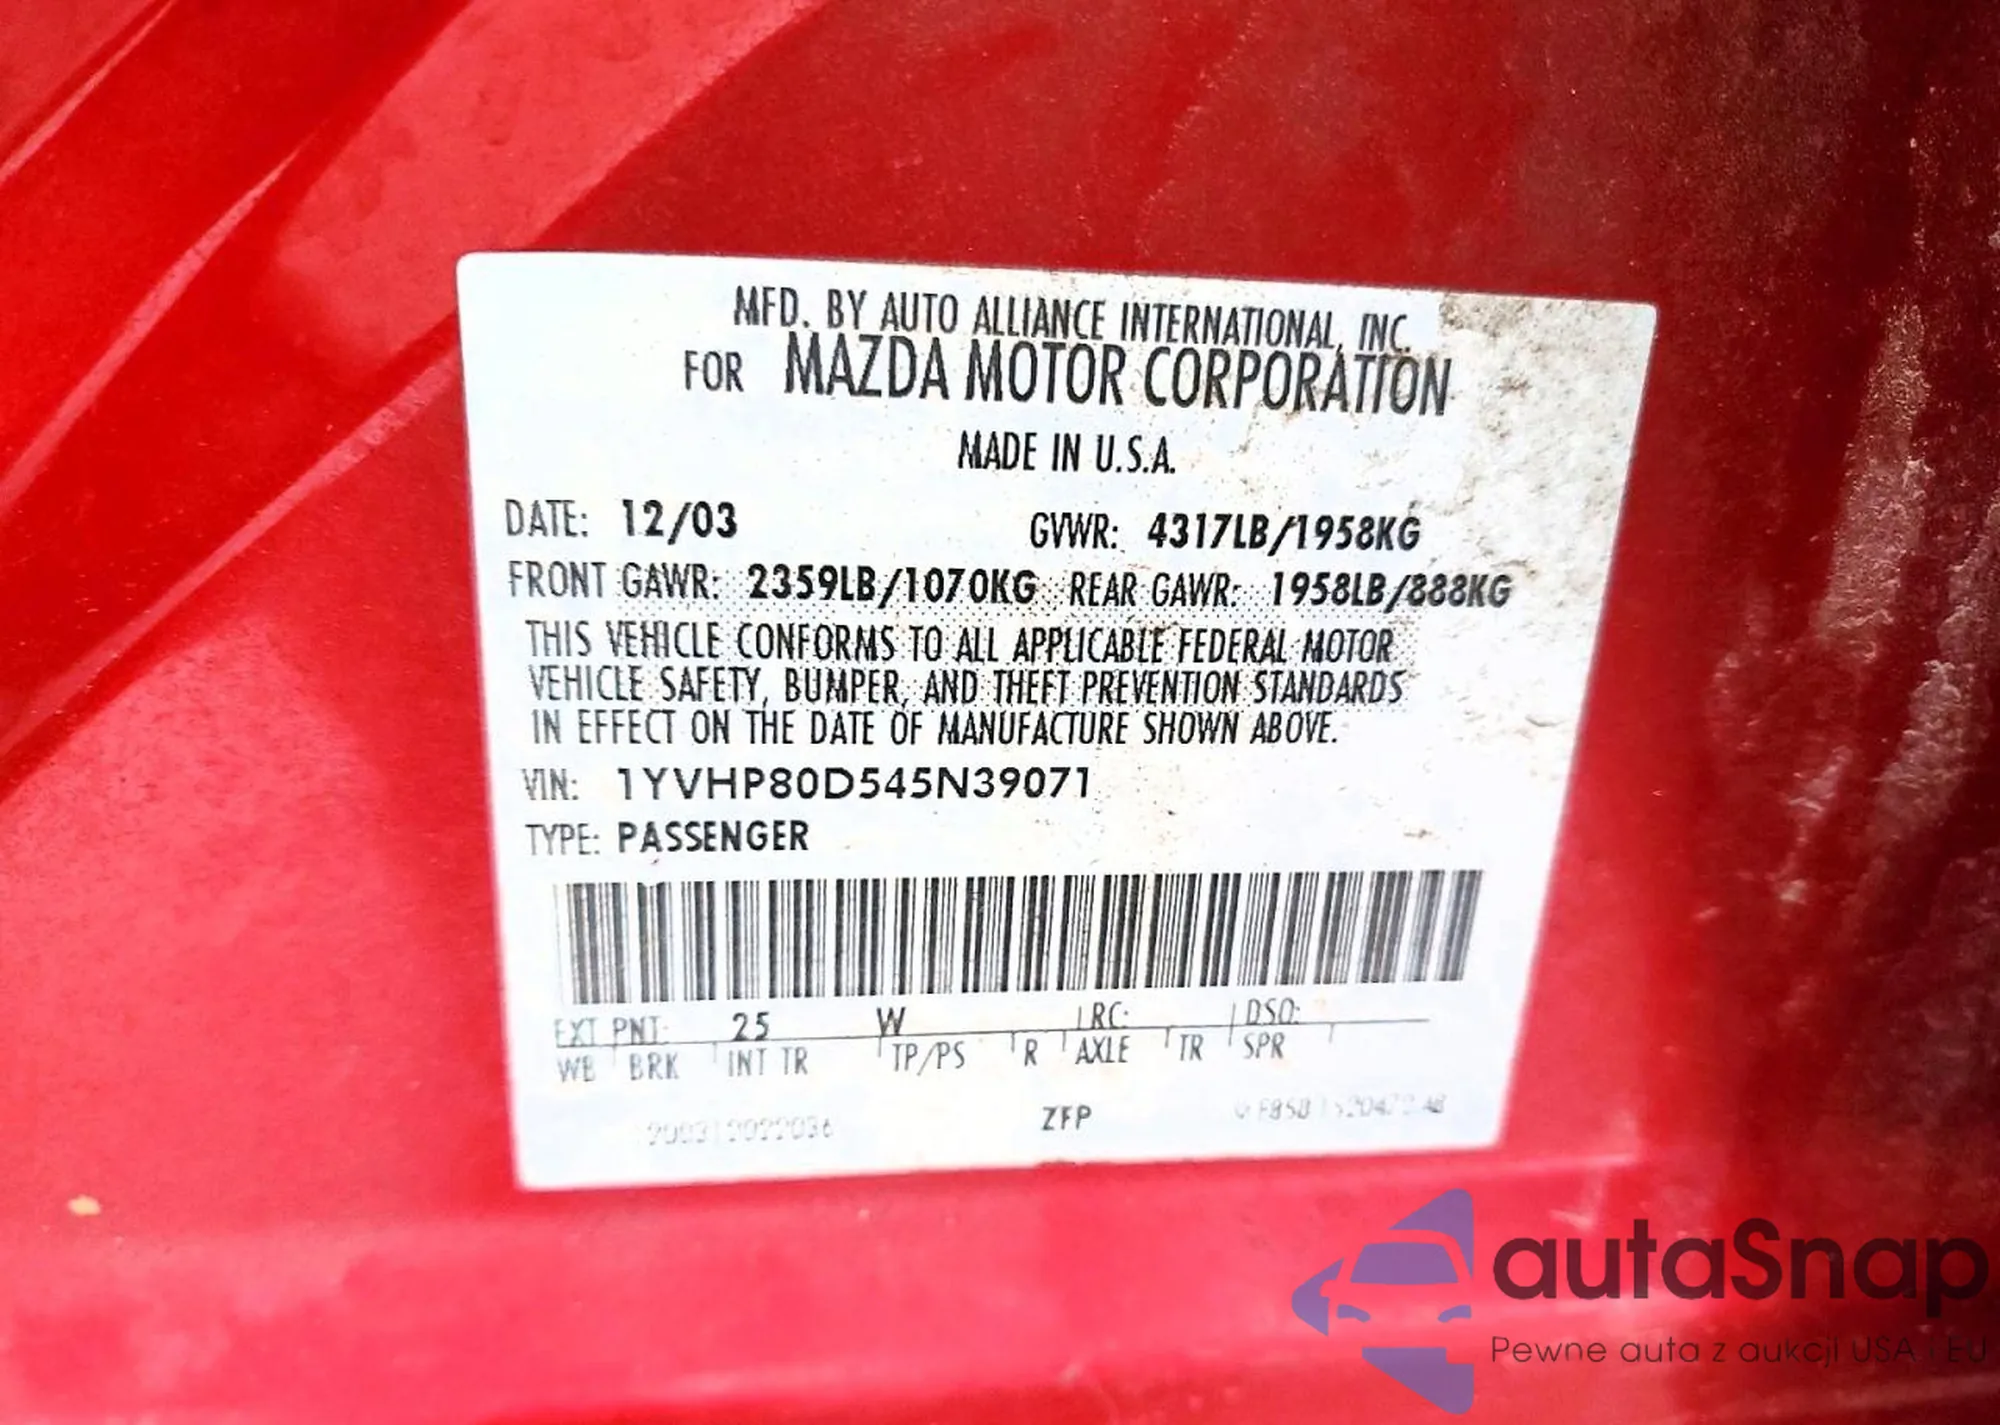 MFD. BY AUTO ALLIANCE INTERNATIONAL, INC.
FOR MAZDA MOTOR CORPORATION
MADE IN U.S.A.
DATE: 12/03 GVWR: 4317LB/1958KG
FRONT GAWR: 2359LB/1070KG REAR GAWR: 1958LB/888KG
THIS VEHICLE CONFORMS TO ALL APPLICABLE FEDERAL MOTOR
VEHICLE SAFETY, BUMPER, AND THEFT PREVENTION STANDARDS
IN EFFECT ON THE DATE OF MANUFACTURE SHOWN ABOVE.
VIN: 1YVHP80D545N39071
TYPE: PASSENGER
EXT PNT: 25 W RC: DSO:
WB BRK INT TR TP/PS R AXLE TR SPR
ZFP
autaSnap
Pewne auta z aukcji USA i EU